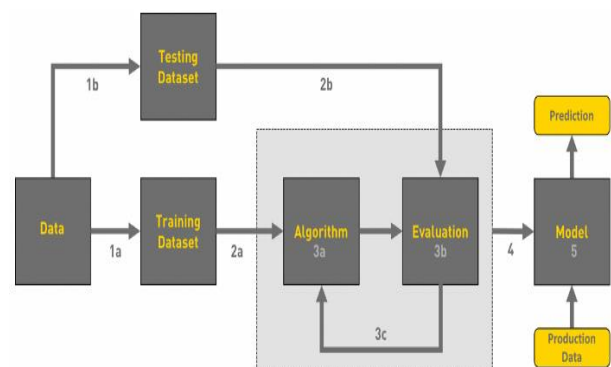 Testing
Dataset
1b
2b
Prediction
Data
1a
Training
Dataset
2a
Algorithm
3a
Evaluation
3b
4
Model
5
3c
Production
Data